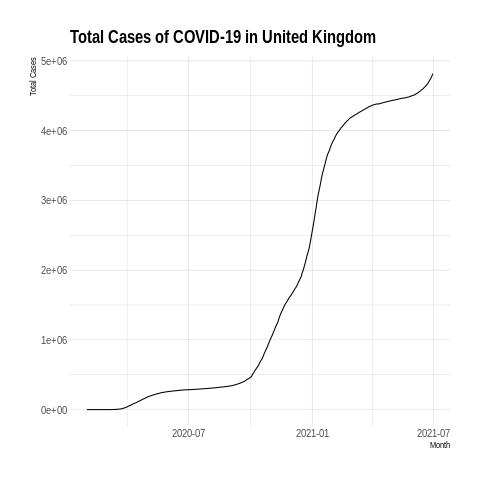 Total Cases of COVID-19 in United Kingdom
Total Cases
5e+06
4e+06
3e+06
2e+06
1e+06
0e+00
2020-07
2021-01
2021-07
Month